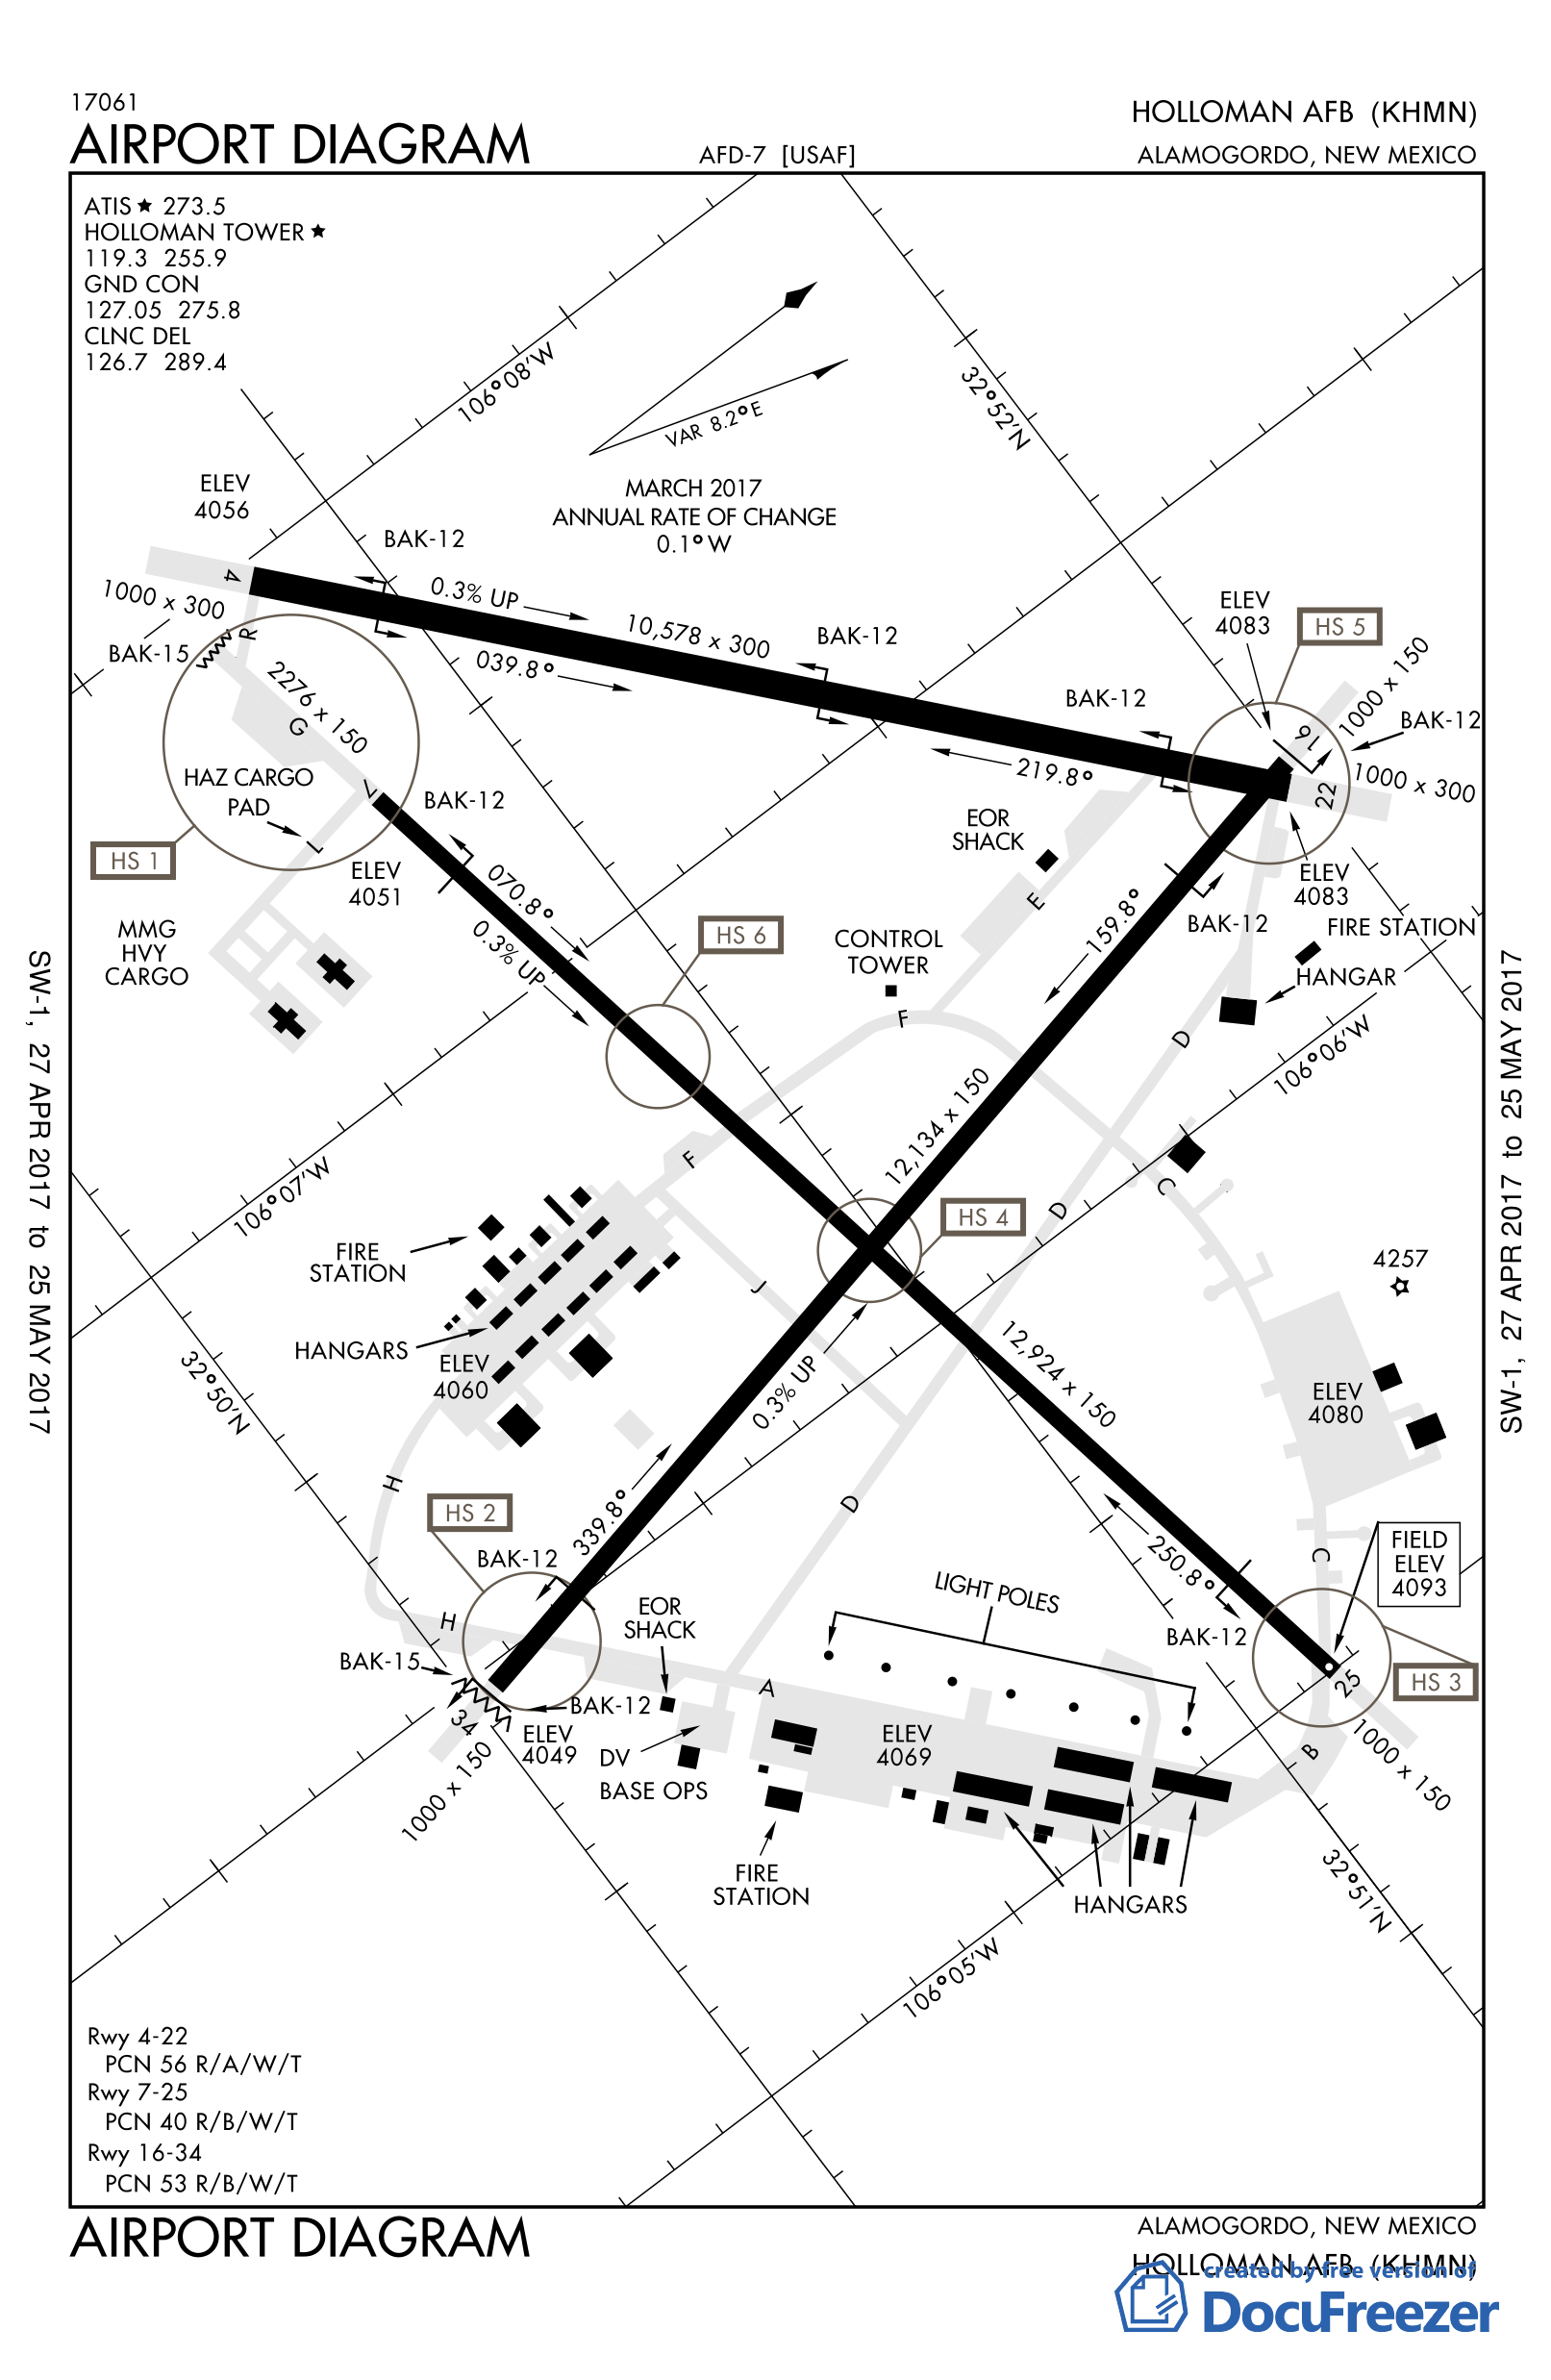 17061
AIRPORT DIAGRAM
AFD-7 [USAF]
HOLLOMAN AFB (KHMN)
ALAMOGORDO, NEW MEXICO
ATIS ★ 273.5
HOLLOMAN TOWER ★
119.3 255.9
GND CON
127.05 275.8
CLNC DEL
126.7 289.4
106°08'W
32°52'N
VAR 8.2°E
MARCH 2017
ANNUAL RATE OF CHANGE
0.1° W
ELEV
4056
BAK-12
4
1000 x 300
0.3% UP
10,578 x 300
039.8°
BAK-12
BAK-15
R
2276 x 150
G
HAZ CARGO
PAD
L
HS 1
7
BAK-12
ELEV
4051
070.8°
0.3% UP
MMG
HVY
CARGO
BAK-12
219.8°
ELEV
4083
HS 5
16
1000 x 150
BAK-12
1000 x 300
22
ELEV
4083
EOR
SHACK
E
159.8°
BAK-12
FIRE STATION
HANGAR
HS 6
CONTROL
TOWER
F
D
106°06'W
12,134 x 150
C
106°07'W
F
D
HS 4
FIRE
STATION
J
4257
HANGARS
ELEV
4060
32°50'N
0.3% UP
12,924 x 150
ELEV
4080
H
D
HS 2
339.8°
BAK-12
250.8°
C
FIELD
ELEV
4093
LIGHT POLES
EOR
SHACK
H
BAK-12
BAK-15
HS 3
25
A
BAK-12
34
ELEV
4049
DV
BASE OPS
ELEV
4069
B
1000 x 150
1000 x 150
FIRE
STATION
HANGARS
32°51'N
106°05'W
Rwy 4-22
PCN 56 R/A/W/T
Rwy 7-25
PCN 40 R/B/W/T
Rwy 16-34
PCN 53 R/B/W/T
SW-1, 27 APR 2017 to 25 MAY 2017
SW-1, 27 APR 2017 to 25 MAY 2017
AIRPORT DIAGRAM
ALAMOGORDO, NEW MEXICO
HOLLOMAN AFB (KHMN)
created by free version of
DocuFreezer